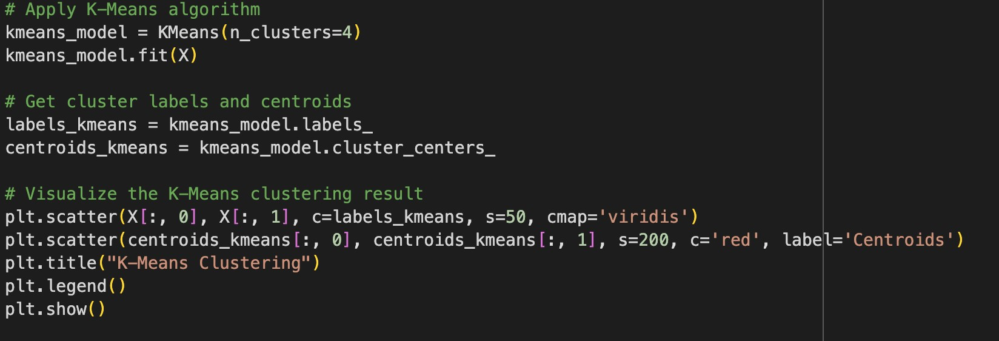 # Apply K-Means algorithm
kmeans_model = KMeans(n_clusters=4)
kmeans_model.fit(X)
# Get cluster labels and centroids
labels_kmeans = kmeans_model.labels_
centroids_kmeans = kmeans_model.cluster_centers_
# Visualize the K-Means clustering result
plt.scatter(X[:, 0], X[:, 1], c=labels_kmeans, s=50, cmap='viridis')
plt.scatter(centroids_kmeans[:, 0], centroids_kmeans[:, 1], s=200, c='red', label='Centroids')
plt.title("K-Means Clustering")
plt.legend()
plt.show()